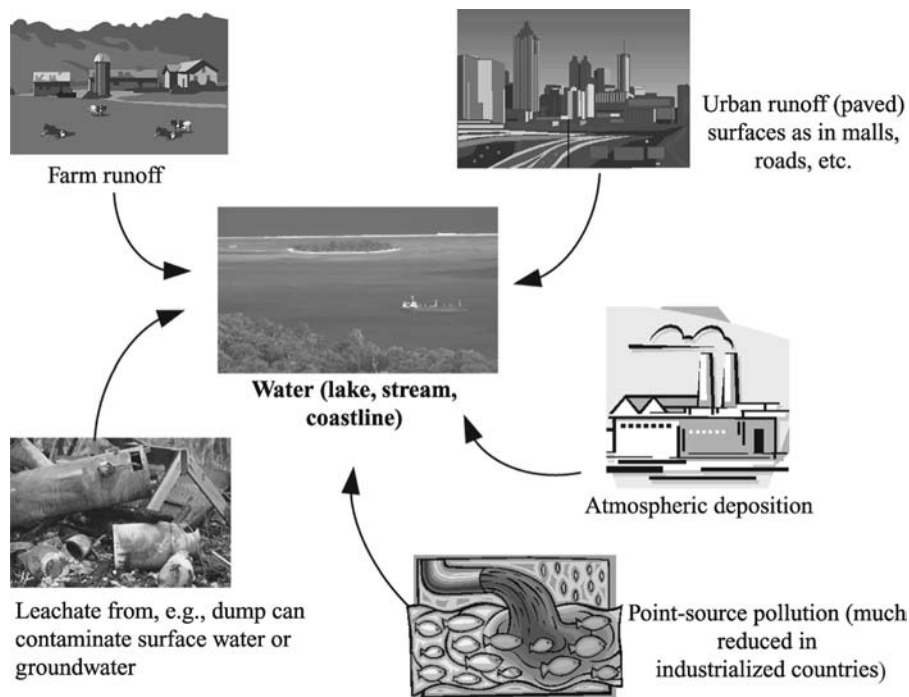 Farm runoff
Urban runoff (paved)
surfaces as in malls,
roads, etc.
Water (lake, stream,
coastline)
Atmospheric deposition
Leachate from, e.g., dump can
contaminate surface water or
groundwater
Point-source pollution (much
reduced in
industrialized countries)